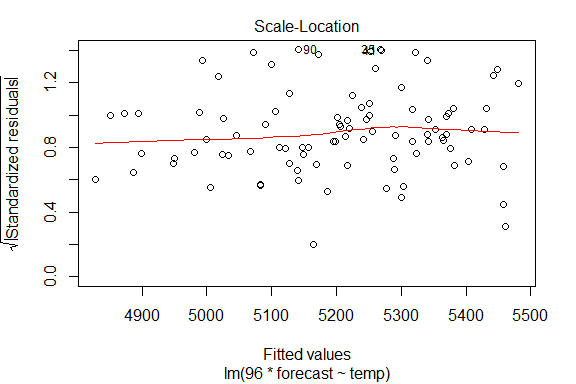 Scale-Location
√|Standardized residuals|
0.0 0.4 0.8 1.2
90
4900 5000 5100 5200 5300 5400 5500
Fitted values
lm(96 * forecast ~ temp)